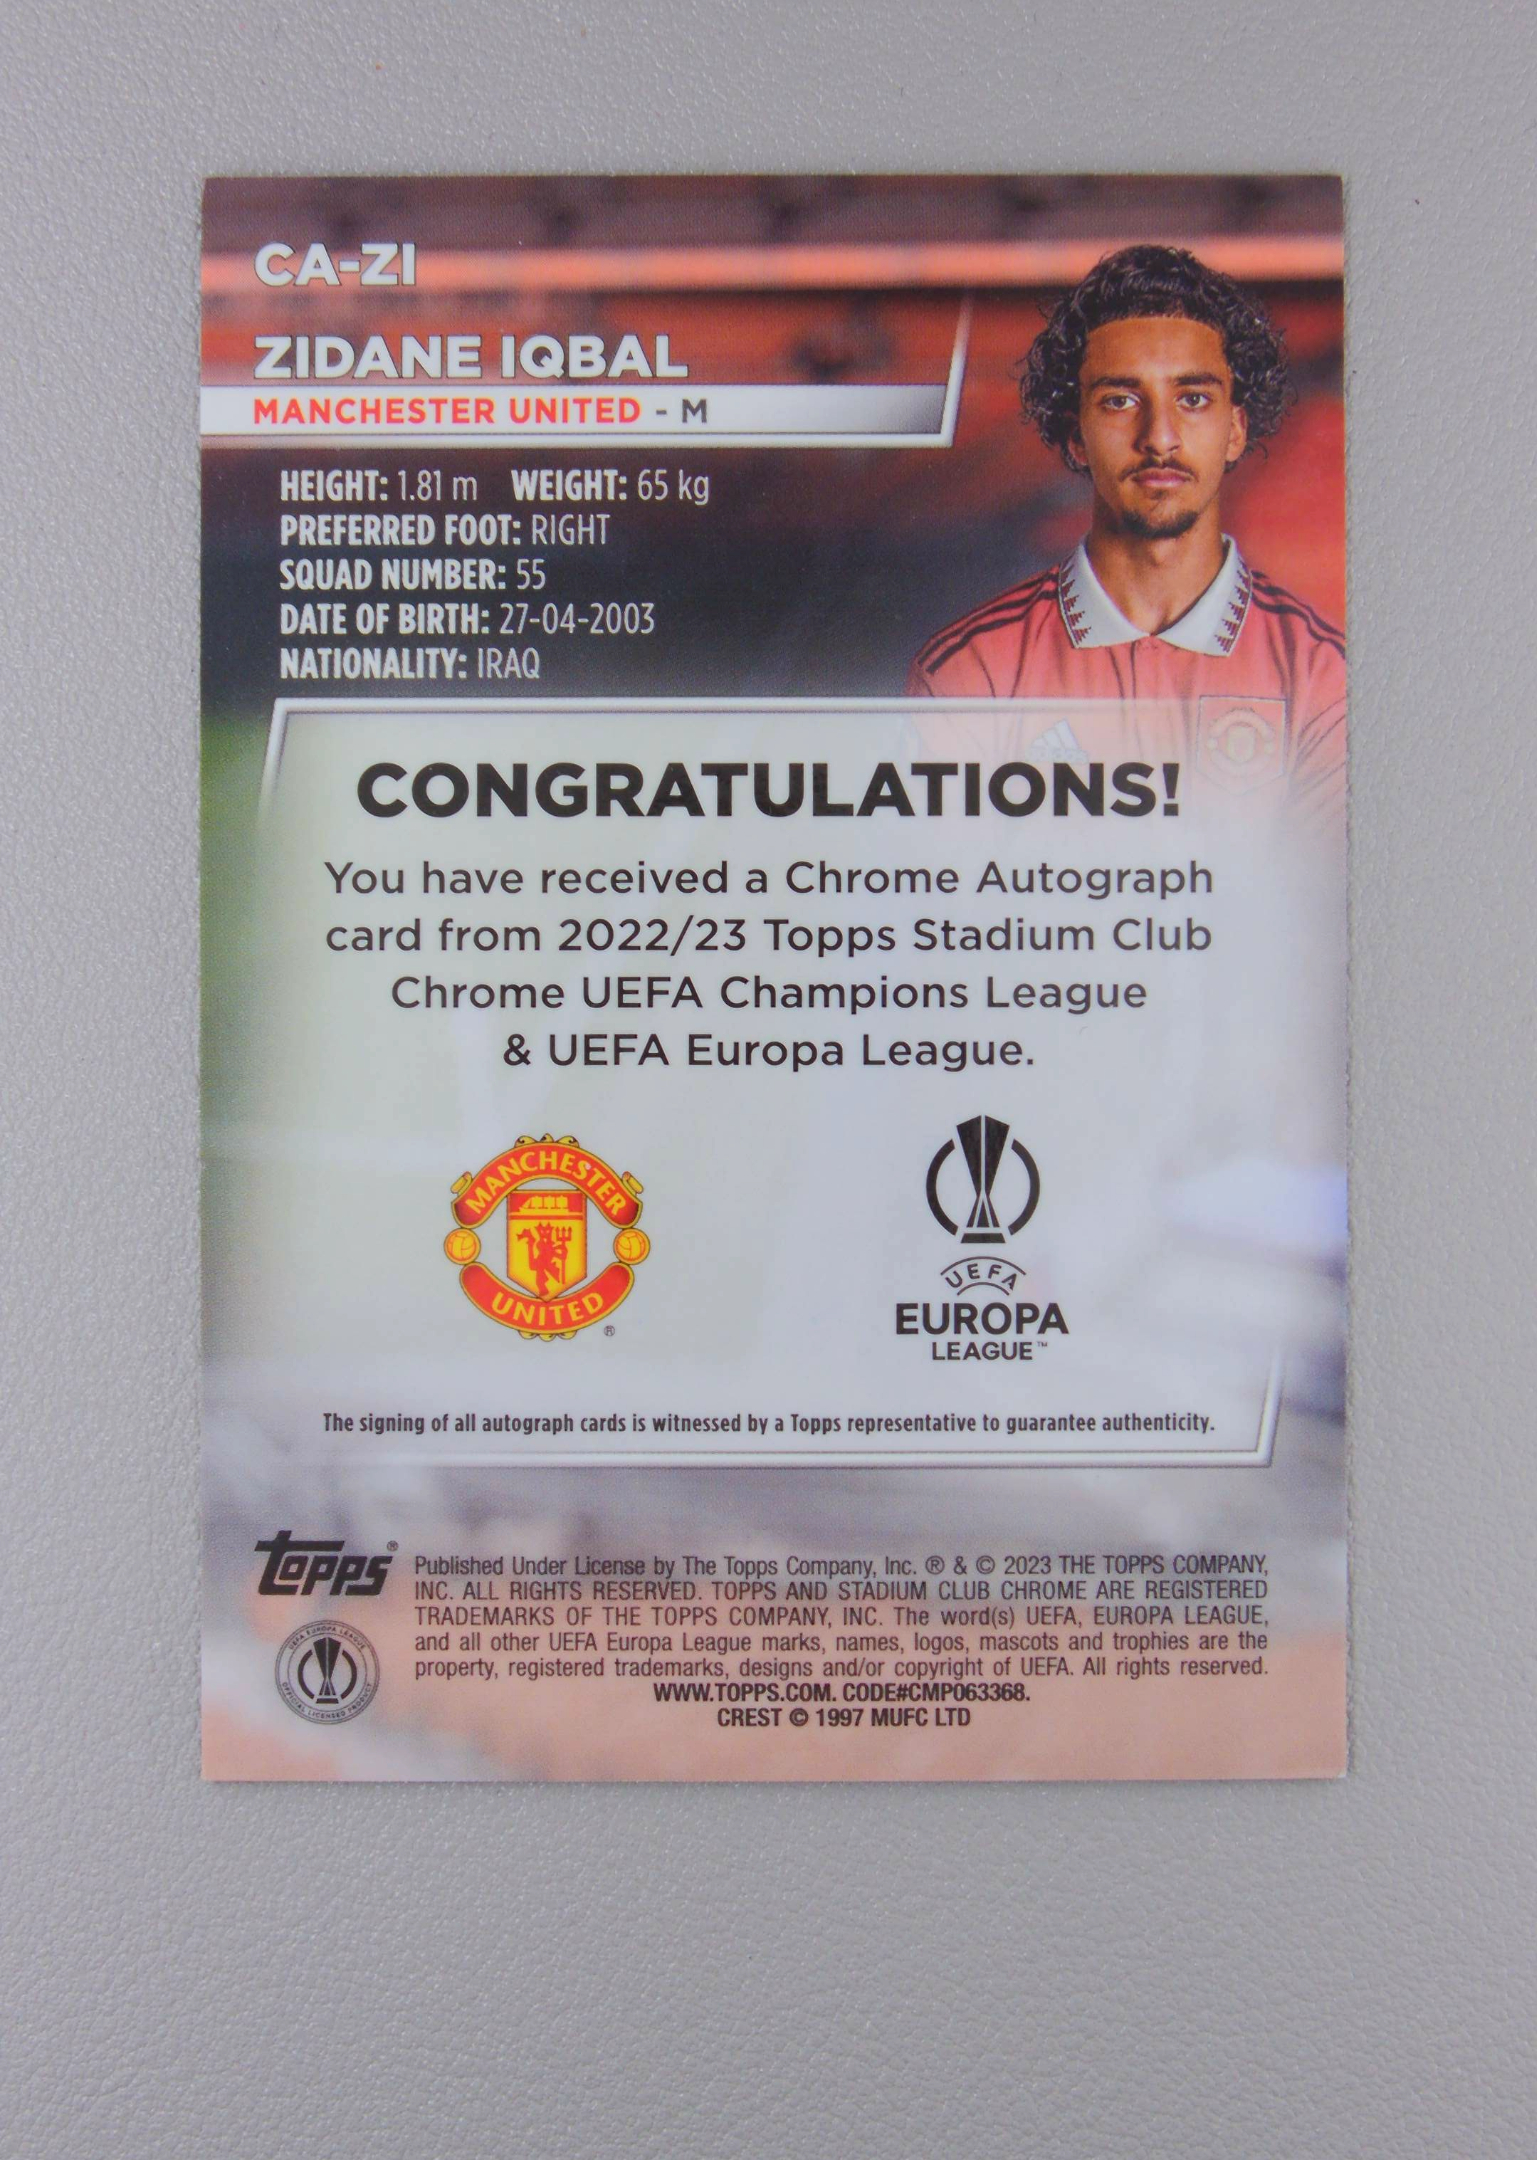 CA-ZI
ZIDANE IQBAL
MANCHESTER UNITED - M
HEIGHT: 1.81 m WEIGHT: 65 kg
PREFERRED FOOT: RIGHT
SQUAD NUMBER: 55
DATE OF BIRTH: 27-04-2003
NATIONALITY: IRAQ
CONGRATULATIONS!
You have received a Chrome Autograph
card from 2022/23 Topps Stadium Club
Chrome UEFA Champions League
& UEFA Europa League.
MANCHESTER
UNITED
®
UEFA
EUROPA
LEAGUE™
The signing of all autograph cards is witnessed by a Topps representative to guarantee authenticity.
Topps®
Published Under License by The Topps Company, Inc. ® & © 2023 THE TOPPS COMPANY,
INC. ALL RIGHTS RESERVED. TOPPS AND STADIUM CLUB CHROME ARE REGISTERED
TRADEMARKS OF THE TOPPS COMPANY, INC. The word(s) UEFA, EUROPA LEAGUE,
and all other UEFA Europa League marks, names, logos, mascots and trophies are the
property, registered trademarks, designs and/or copyright of UEFA. All rights reserved.
WWW.TOPPS.COM. CODE#CMP063368.
CREST © 1997 MUFC LTD
UEFA EUROPA LEAGUE
OFFICIAL LICENSED PRODUCT